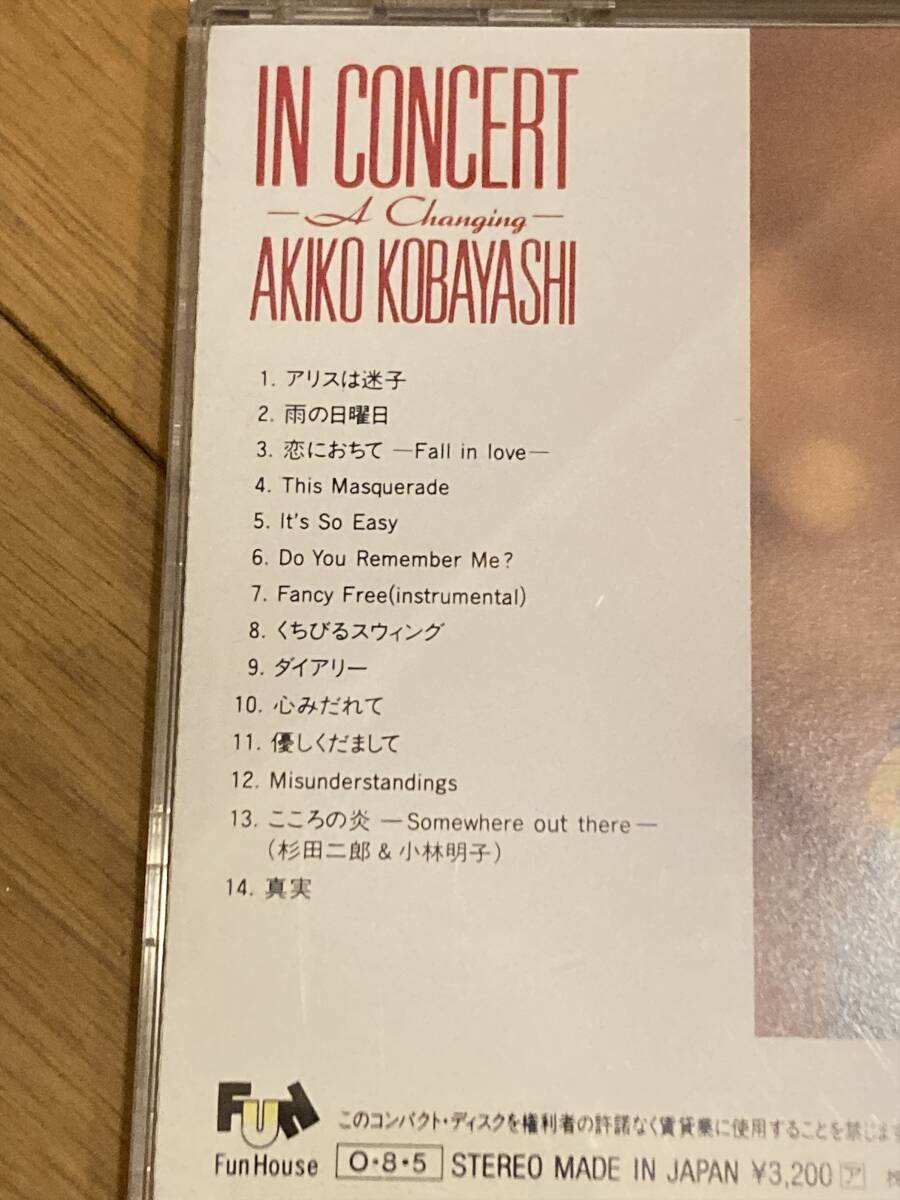 IN CONCERT
—A Changing—
AKIKO KOBAYASHI
1. アリスは迷子
2. 雨の日曜日
3. 恋におちて —Fall in love—
4. This Masquerade
5. It's So Easy
6. Do You Remember Me?
7. Fancy Free(instrumental)
8. くちびるスウィング
9. ダイアリー
10. 心みだれて
11. 優しくだまして
12. Misunderstandings
13. こころの炎 —Somewhere out there—
(杉田二郎&小林明子)
14. 真実
Fun
このコンパクト・ディスクを権利者の許諾なく賃貸業に使用することを禁じます
Fun House O・8・5 STEREO MADE IN JAPAN ¥3,200 ア